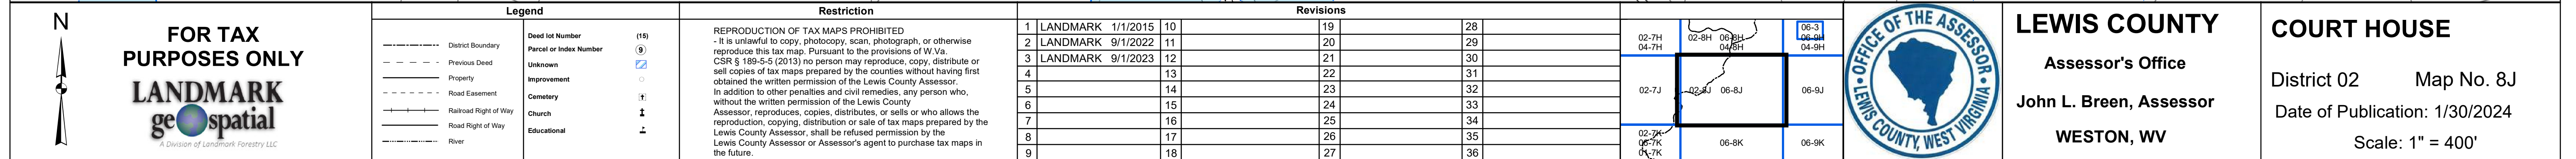 N
FOR TAX
PURPOSES ONLY
LANDMARK
geospatial
A Division of Landmark Forestry LLC
Legend
District Boundary
Previous Deed
Property
Road Easement
Railroad Right of Way
Road Right of Way
River
Deed Lot Number (15)
Parcel or Index Number 9
Unknown
Improvement
Cemetery
Church
Educational
Restriction
REPRODUCTION OF TAX MAPS PROHIBITED
- It is unlawful to copy, photocopy, scan, photograph, or otherwise
reproduce this tax map. Pursuant to the provisions of W.Va.
CSR § 189-5-5 (2013) no person may reproduce, copy, distribute or
sell copies of tax maps prepared by the counties without having first
obtained the written permission of the Lewis County Assessor.
In addition to other penalties and civil remedies, any person who,
without the written permission of the Lewis County
Assessor, reproduces, copies, distributes, or sells or who allows the
reproduction, copying, distribution or sale of tax maps prepared by the
Lewis County Assessor, shall be refused permission by the
Lewis County Assessor or Assessor's agent to purchase tax maps in
the future.
Revisions
1 LANDMARK 1/1/2015 10 19 28
2 LANDMARK 9/1/2022 11 20 29
3 LANDMARK 9/1/2023 12 21 30
4 13 22 31
5 14 23 32
6 15 24 33
7 16 25 34
8 17 26 35
9 18 27 36
06-3
02-7H 02-8H 06-8H 06-9H
04-7H 04-8H 04-9H
02-7J 02-8J 06-8J 06-9J
02-7K
06-7K 06-8K 06-9K
01-7K
OFFICE OF THE ASSESSOR
LEWIS COUNTY, WEST VIRGINIA
LEWIS COUNTY
Assessor's Office
John L. Breen, Assessor
WESTON, WV
COURT HOUSE
District 02 Map No. 8J
Date of Publication: 1/30/2024
Scale: 1" = 400'